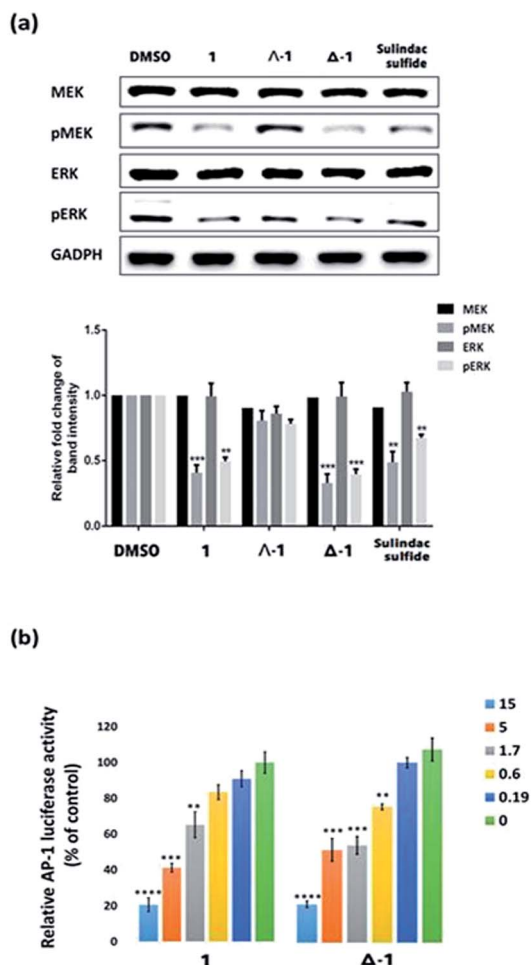 (a)
DMSO 1 Λ-1 Δ-1 Sulindac sulfide
MEK
pMEK
ERK
pERK
GADPH
MEK
pMEK
ERK
pERK
Relative fold change of band intensity
1.5
1.0
0.5
0.0
*** ** *** *** ** **
DMSO 1 Λ-1 Δ-1 Sulindac sulfide
(b)
Relative AP-1 luciferase activity
(% of control)
120
100
80
60
40
20
0
**** *** ** **** *** *** **
1 Δ-1
15
5
1.7
0.6
0.19
0